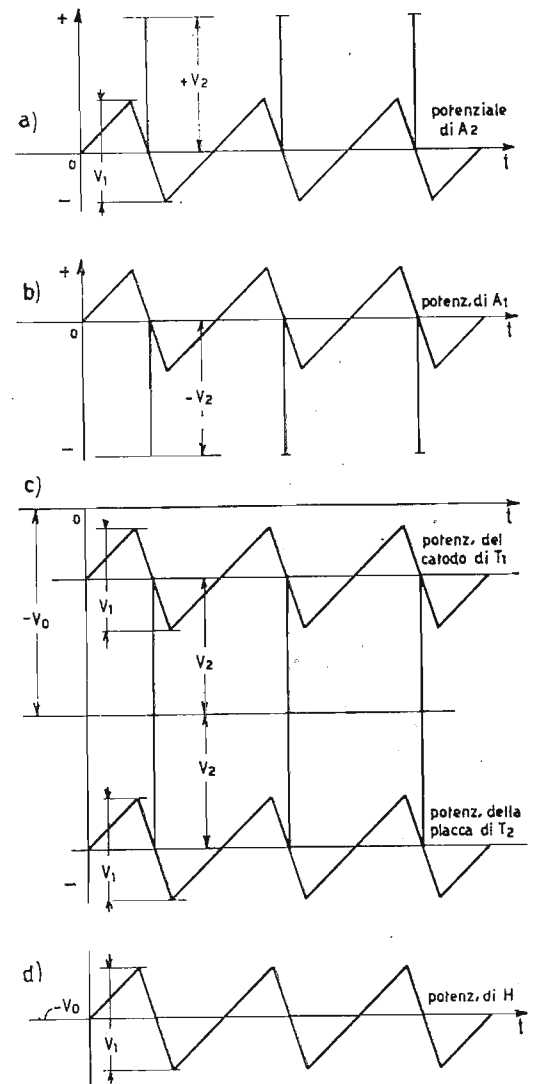 +
+V₂
a)
V₁
potenziale
di A₂
0
t
−
+
b)
potenz. di A₁
0
t
−V₂
−
c)
0
t
potenz. del
catodo di T₁
V₁
−V₀
V₂
V₂
potenz. della
placca di T₂
−
V₁
d)
−V₀
potenz. di H
V₁
t